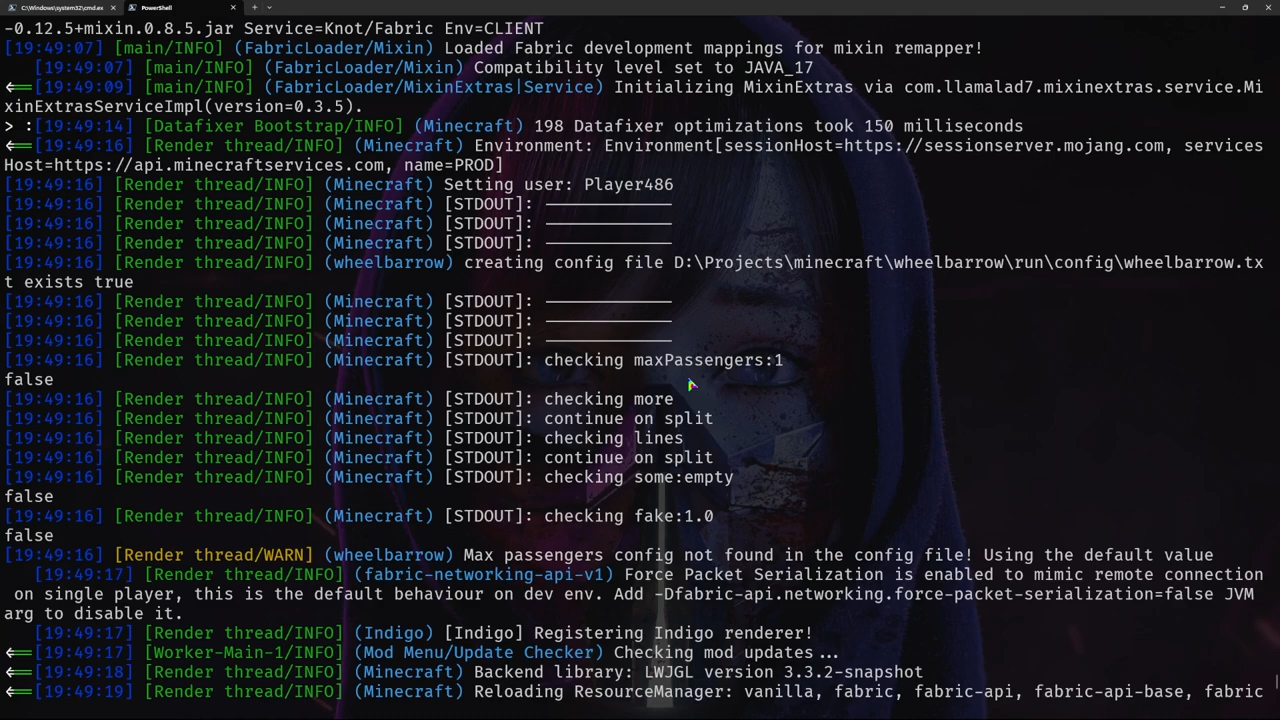 C:\Windows\system32\cmd.ex
PowerShell
-0.12.5+mixin.0.8.5.jar Service=Knot/Fabric Env=CLIENT
[19:49:07] [main/INFO] (FabricLoader/Mixin) Loaded Fabric development mappings for mixin remapper!
[19:49:07] [main/INFO] (FabricLoader/Mixin) Compatibility level set to JAVA_17
<==[19:49:09] [main/INFO] (FabricLoader/MixinExtras|Service) Initializing MixinExtras via com.llamalad7.mixinextras.service.Mi
xinExtrasServiceImpl(version=0.3.5).
> :[19:49:14] [Datafixer Bootstrap/INFO] (Minecraft) 198 Datafixer optimizations took 150 milliseconds
<==[19:49:16] [Render thread/INFO] (Minecraft) Environment: Environment[sessionHost=https://sessionserver.mojang.com, services
Host=https://api.minecraftservices.com, name=PROD]
[19:49:16] [Render thread/INFO] (Minecraft) Setting user: Player486
[19:49:16] [Render thread/INFO] (Minecraft) [STDOUT]: ————————————
[19:49:16] [Render thread/INFO] (Minecraft) [STDOUT]: ————————————
[19:49:16] [Render thread/INFO] (Minecraft) [STDOUT]: ————————————
[19:49:16] [Render thread/INFO] (wheelbarrow) creating config file D:\Projects\minecraft\wheelbarrow\run\config\wheelbarrow.tx
t exists true
[19:49:16] [Render thread/INFO] (Minecraft) [STDOUT]: ————————————
[19:49:16] [Render thread/INFO] (Minecraft) [STDOUT]: ————————————
[19:49:16] [Render thread/INFO] (Minecraft) [STDOUT]: ————————————
[19:49:16] [Render thread/INFO] (Minecraft) [STDOUT]: checking maxPassengers:1
false
[19:49:16] [Render thread/INFO] (Minecraft) [STDOUT]: checking more
[19:49:16] [Render thread/INFO] (Minecraft) [STDOUT]: continue on split
[19:49:16] [Render thread/INFO] (Minecraft) [STDOUT]: checking lines
[19:49:16] [Render thread/INFO] (Minecraft) [STDOUT]: continue on split
[19:49:16] [Render thread/INFO] (Minecraft) [STDOUT]: checking some:empty
false
[19:49:16] [Render thread/INFO] (Minecraft) [STDOUT]: checking fake:1.0
false
[19:49:16] [Render thread/WARN] (wheelbarrow) Max passengers config not found in the config file! Using the default value
[19:49:17] [Render thread/INFO] (fabric-networking-api-v1) Force Packet Serialization is enabled to mimic remote connection
on single player, this is the default behaviour on dev env. Add -Dfabric-api.networking.force-packet-serialization=false JVM
arg to disable it.
[19:49:17] [Render thread/INFO] (Indigo) [Indigo] Registering Indigo renderer!
<==[19:49:17] [Worker-Main-1/INFO] (Mod Menu/Update Checker) Checking mod updates...
<==[19:49:18] [Render thread/INFO] (Minecraft) Backend library: LWJGL version 3.3.2-snapshot
<==[19:49:19] [Render thread/INFO] (Minecraft) Reloading ResourceManager: vanilla, fabric, fabric-api, fabric-api-base, fabric